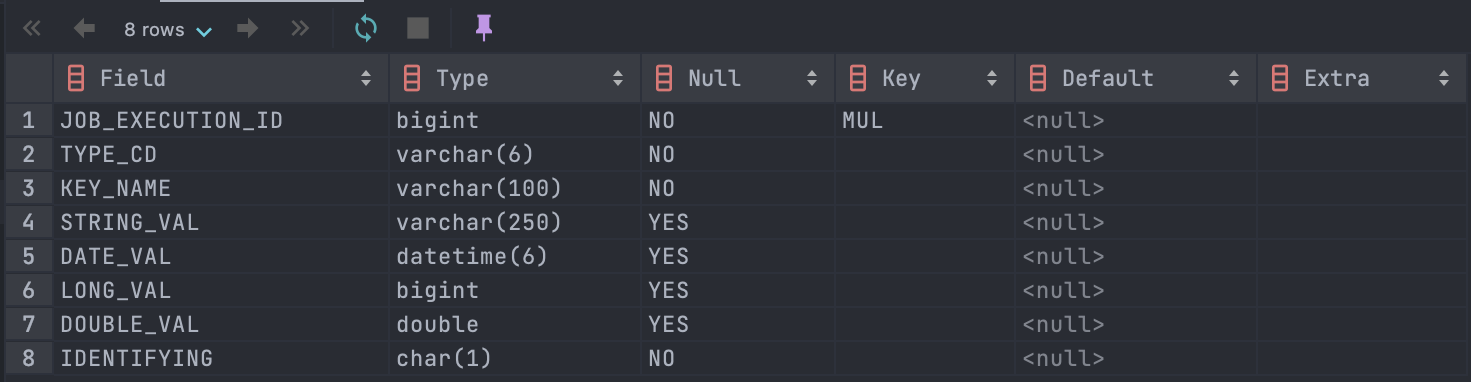 8 rows
Field Type Null Key Default Extra
1 JOB_EXECUTION_ID bigint NO MUL <null>
2 TYPE_CD varchar(6) NO <null>
3 KEY_NAME varchar(100) NO <null>
4 STRING_VAL varchar(250) YES <null>
5 DATE_VAL datetime(6) YES <null>
6 LONG_VAL bigint YES <null>
7 DOUBLE_VAL double YES <null>
8 IDENTIFYING char(1) NO <null>